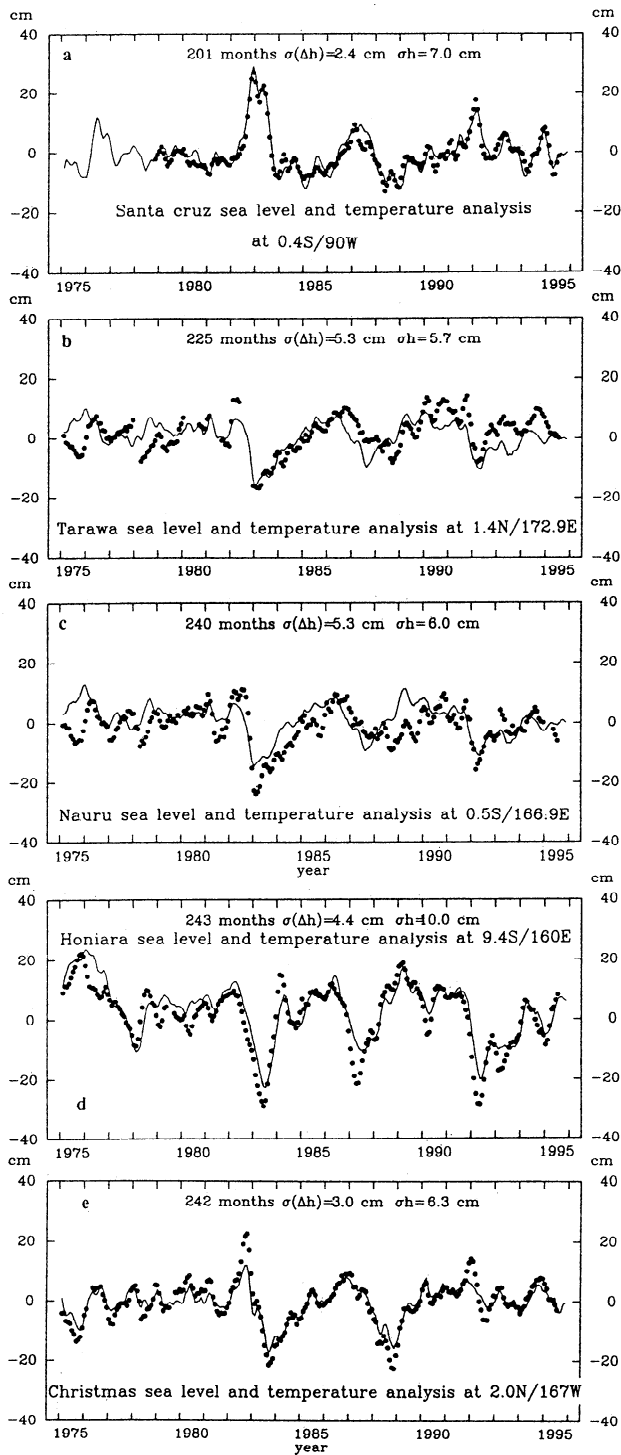 cm cm
40 40
a 201 months σ(Δh)=2.4 cm σh=7.0 cm
20 20
0 0
-20 -20
Santa cruz sea level and temperature analysis
at 0.4S/90W
-40 -40
1975 1980 1985 1990 1995
cm cm
40 40
b 225 months σ(Δh)=5.3 cm σh=5.7 cm
20 20
0 0
-20 -20
Tarawa sea level and temperature analysis at 1.4N/172.9E
-40 -40
1975 1980 1985 1990 1995
cm cm
40 40
c 240 months σ(Δh)=5.3 cm σh=6.0 cm
20 20
0 0
-20 -20
Nauru sea level and temperature analysis at 0.5S/166.9E
-40 -40
1975 1980 1985 1990 1995
year
cm cm
40 40
243 months σ(Δh)=4.4 cm σh=10.0 cm
Honiara sea level and temperature analysis at 9.4S/160E
20 20
0 0
-20 -20
d
-40 -40
1975 1980 1985 1990 1995
cm cm
40 40
e 242 months σ(Δh)=3.0 cm σh=6.3 cm
20 20
0 0
-20 -20
Christmas sea level and temperature analysis at 2.0N/167W
-40 -40
1975 1980 1985 1990 1995
year